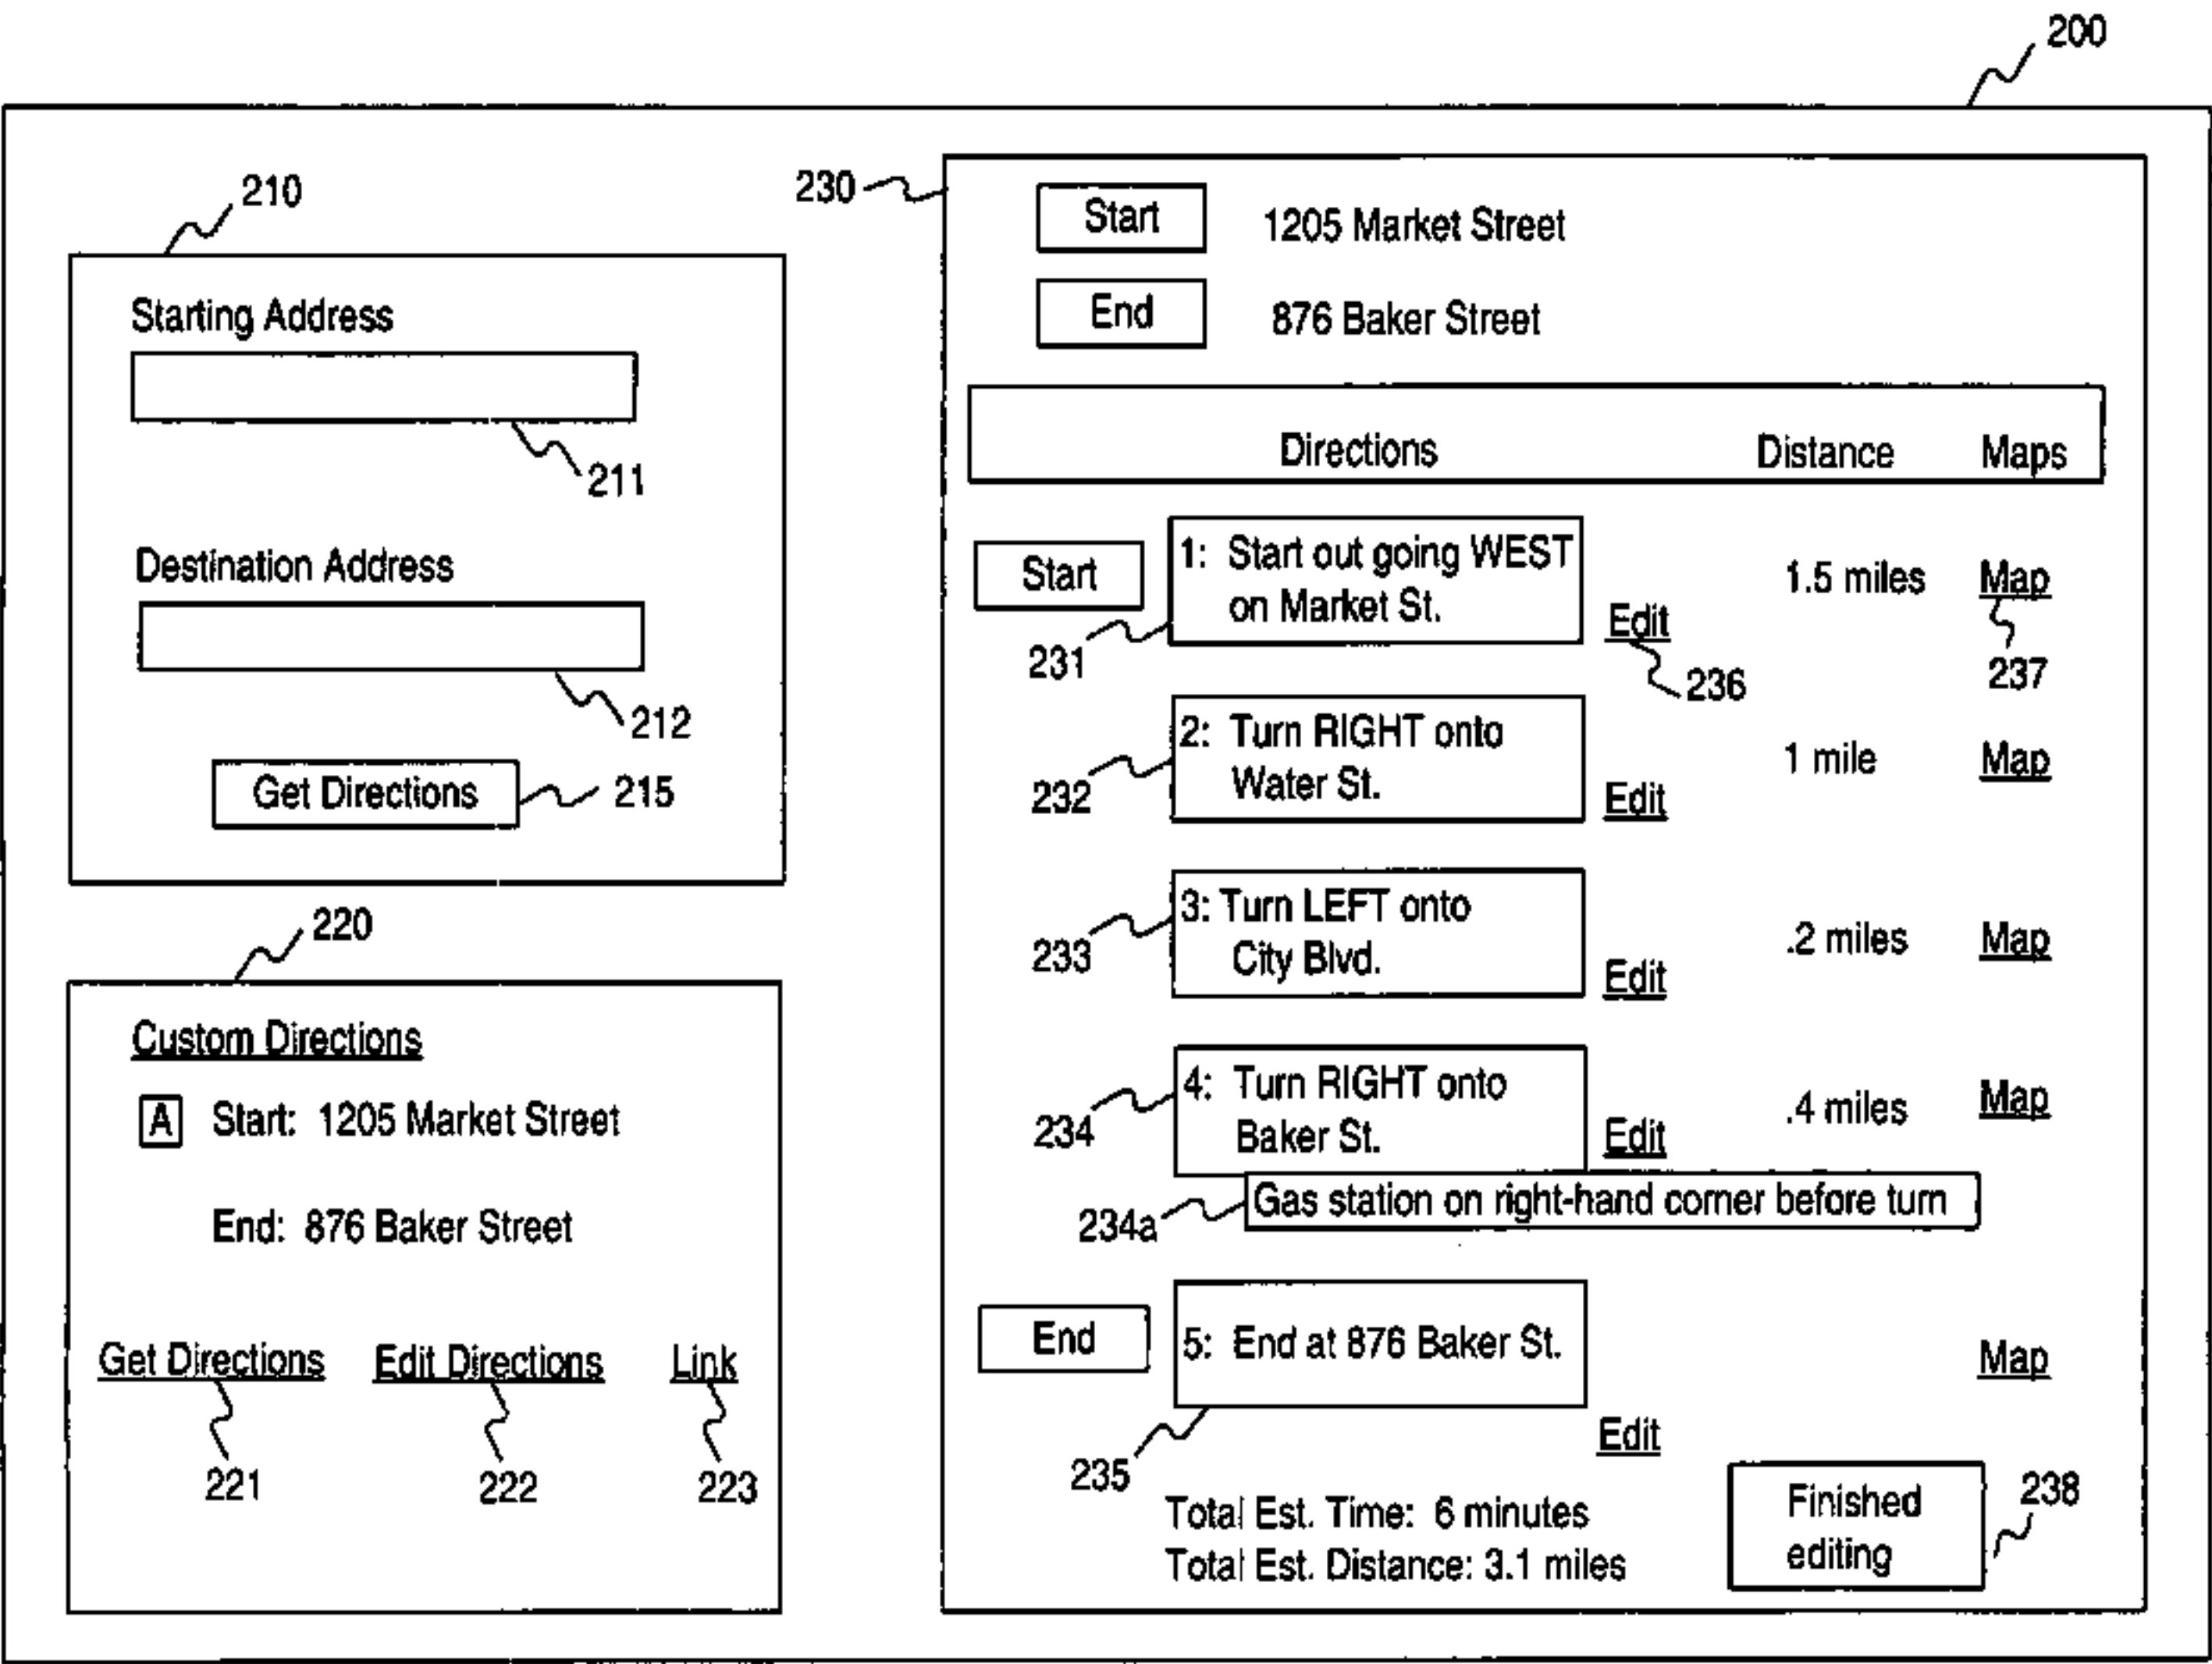 200
210
Starting Address
211
Destination Address
212
Get Directions
215
220
Custom Directions
A Start: 1205 Market Street
End: 876 Baker Street
Get Directions Edit Directions Link
221 222 223
230
Start 1205 Market Street
End 876 Baker Street
Directions Distance Maps
Start
1: Start out going WEST
on Market St.
Edit
1.5 miles Map
231 236 237
2: Turn RIGHT onto
Water St.
Edit
1 mile Map
232
3: Turn LEFT onto
City Blvd.
Edit
.2 miles Map
233
4: Turn RIGHT onto
Baker St.
Edit
.4 miles Map
234
Gas station on right-hand corner before turn
234a
End
5: End at 876 Baker St.
Map
Edit
235
Total Est. Time: 6 minutes
Total Est. Distance: 3.1 miles
Finished
editing
238